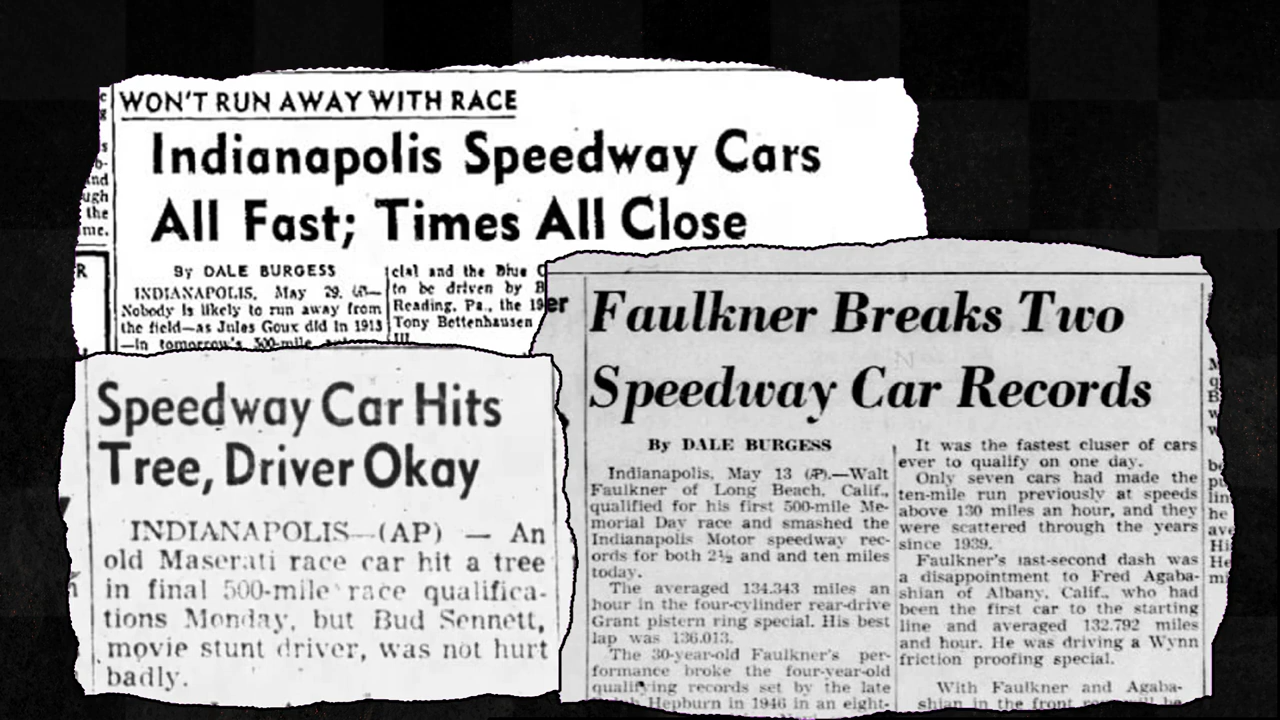 WON'T RUN AWAY WITH RACE
Indianapolis Speedway Cars
All Fast; Times All Close
By DALE BURGESS
INDIANAPOLIS, May 29.
Nobody is likely to run away from
the field—as Jules Goux did in 1913
—in tomorrow's 500-mile
cial and the Blue
to be driven by B
Reading, Pa., the 19
Tony Bettenhausen
III.
and
ugh
the
me.
R
Speedway Car Hits
Tree, Driver Okay
INDIANAPOLIS—(AP) — An
old Maserati race car hit a tree
in final 500-mile race qualifica-
tions Monday, but Bud Sennett,
movie stunt driver, was not hurt
badly.
er
Faulkner Breaks Two
Speedway Car Records
By DALE BURGESS
Indianapolis, May 13 (AP).—Walt
Faulkner of Long Beach, Calif.,
qualified for his first 500-mile Me-
morial Day race and smashed the
Indianapolis Motor speedway rec-
ords for both 2½ and and ten miles
today.
The averaged 134.343 miles an
hour in the four-cylinder rear-drive
Grant pistern ring special. His best
lap was 136.013.
The 30-year-old Faulkner's per-
formance broke the four-year-old
qualifying records set by the late
Hepburn in 1946 in an eight-
It was the fastest cluser of cars
ever to qualify on one day.
Only seven cars had made the
ten-mile run previously at speeds
above 130 miles an hour, and they
were scattered through the years
since 1939.
Faulkner's last-second dash was
a disappointment to Fred Agaba-
shian of Albany, Calif., who had
been the first car to the starting
line and averaged 132.792 miles
and hour. He was driving a Wynn
friction proofing special.
With Faulkner and Agaba-
shian in the front